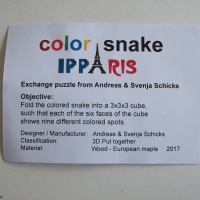 color snake
IPPARIS
Exchange puzzle from Andreas & Svenja Schicks
Objective:
Fold the colored snake into a 3x3x3 cube,
such that each of the six faces of the cube
shows nine different colored spots.
Designer / Manufacturer: Andreas & Svenja Schicks
Classification: 3D Put together
Material: Wood - European maple 2017